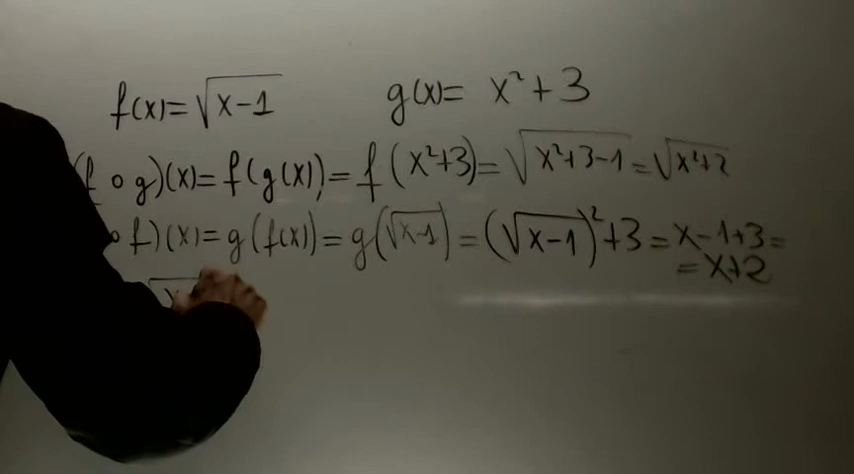 f(x)=√(x-1) g(x)= x²+3
(f o g)(x)= f(g(x))= f(x²+3)= √(x²+3-1) = √(x²+2)
o f)(x)= g(f(x))= g(√(x-1)) = (√(x-1))²+3 = x-1+3=
= x+2